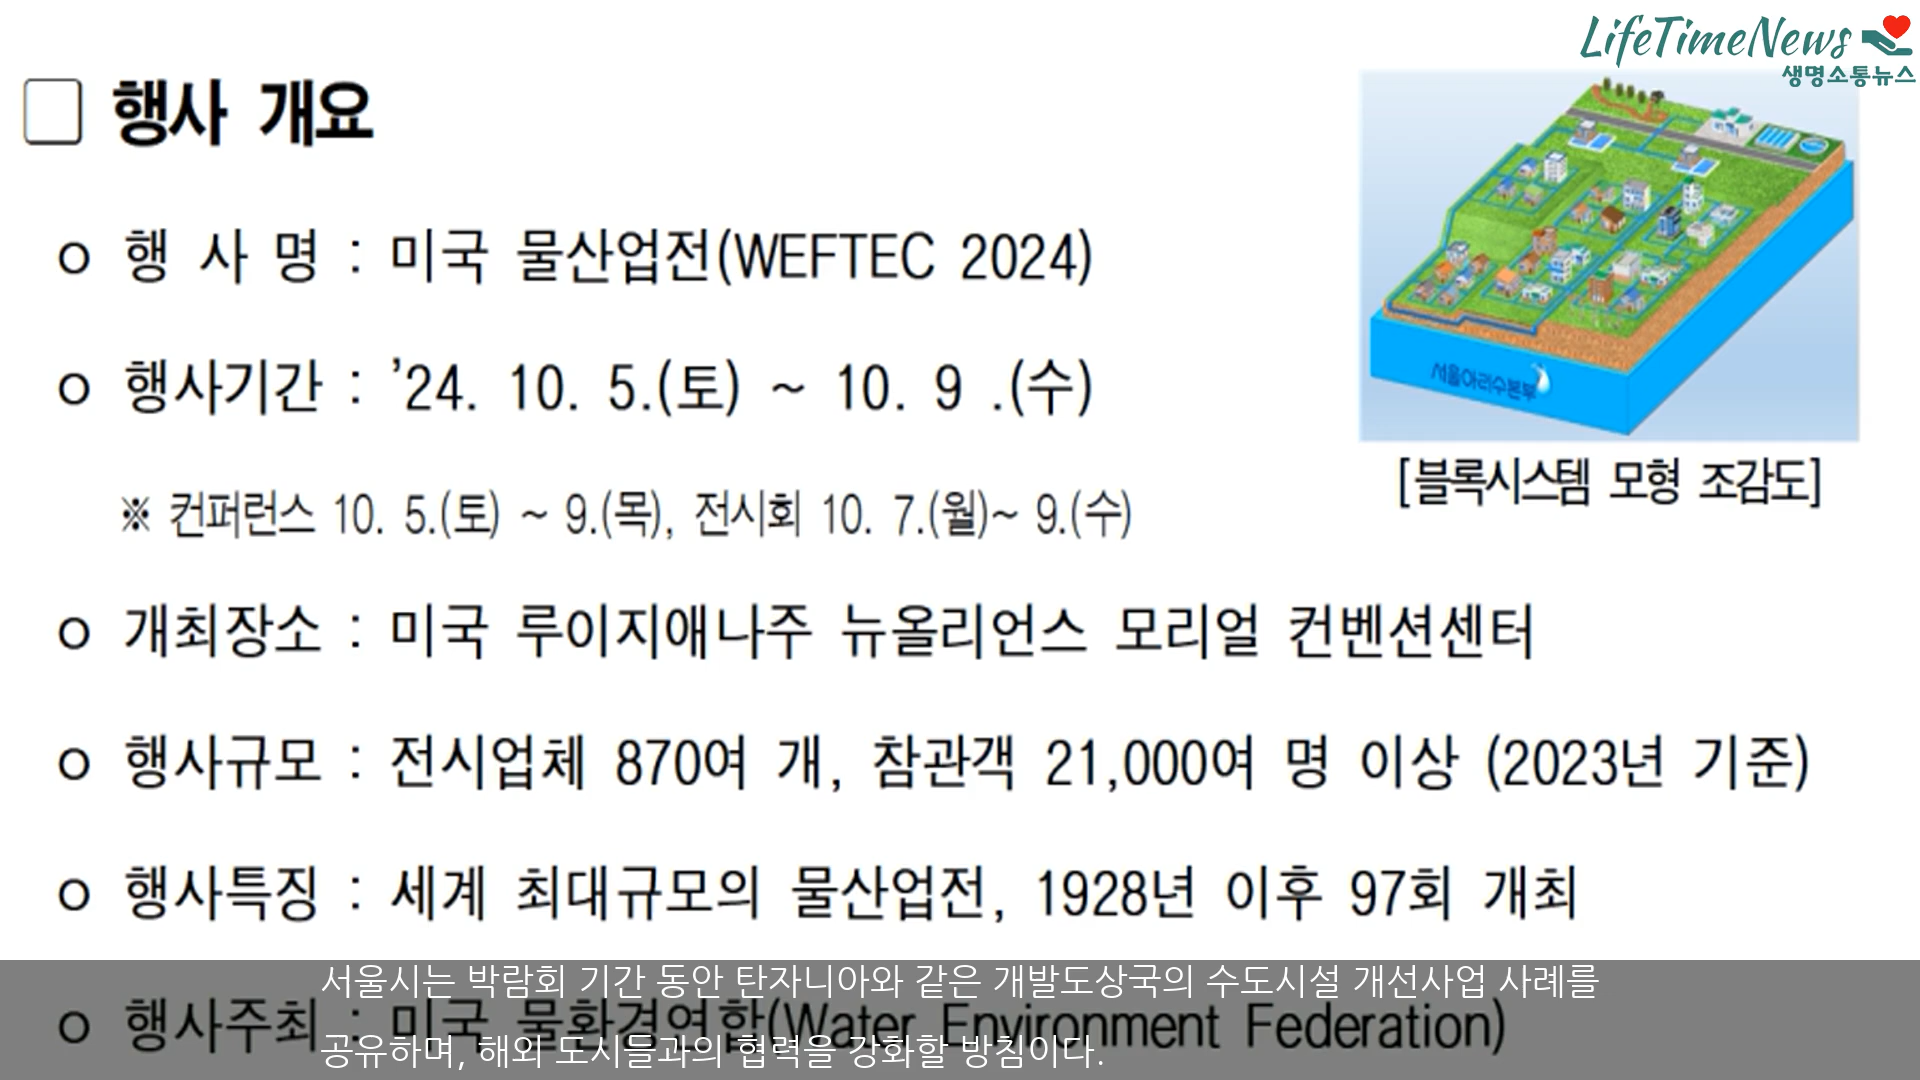 LifeTimeNews
생명소통뉴스
□ 행사 개요
ο 행 사 명 : 미국 물산업전(WEFTEC 2024)
ο 행사기간 : ’24. 10. 5.(토) ~ 10. 9 .(수)
서울아리수본부
[블록시스템 모형 조감도]
※ 컨퍼런스 10. 5.(토) ~ 9.(목), 전시회 10. 7.(월)~ 9.(수)
ο 개최장소 : 미국 루이지애나주 뉴올리언스 모리얼 컨벤션센터
ο 행사규모 : 전시업체 870여 개, 참관객 21,000여 명 이상 (2023년 기준)
ο 행사특징 : 세계 최대규모의 물산업전, 1928년 이후 97회 개최
서울시는 박람회 기간 동안 탄자니아와 같은 개발도상국의 수도시설 개선사업 사례를
ο 행사주최 : 미국 물환경연합(Water Environment Federation)
공유하며, 해외 도시들과의 협력을 강화할 방침이다.